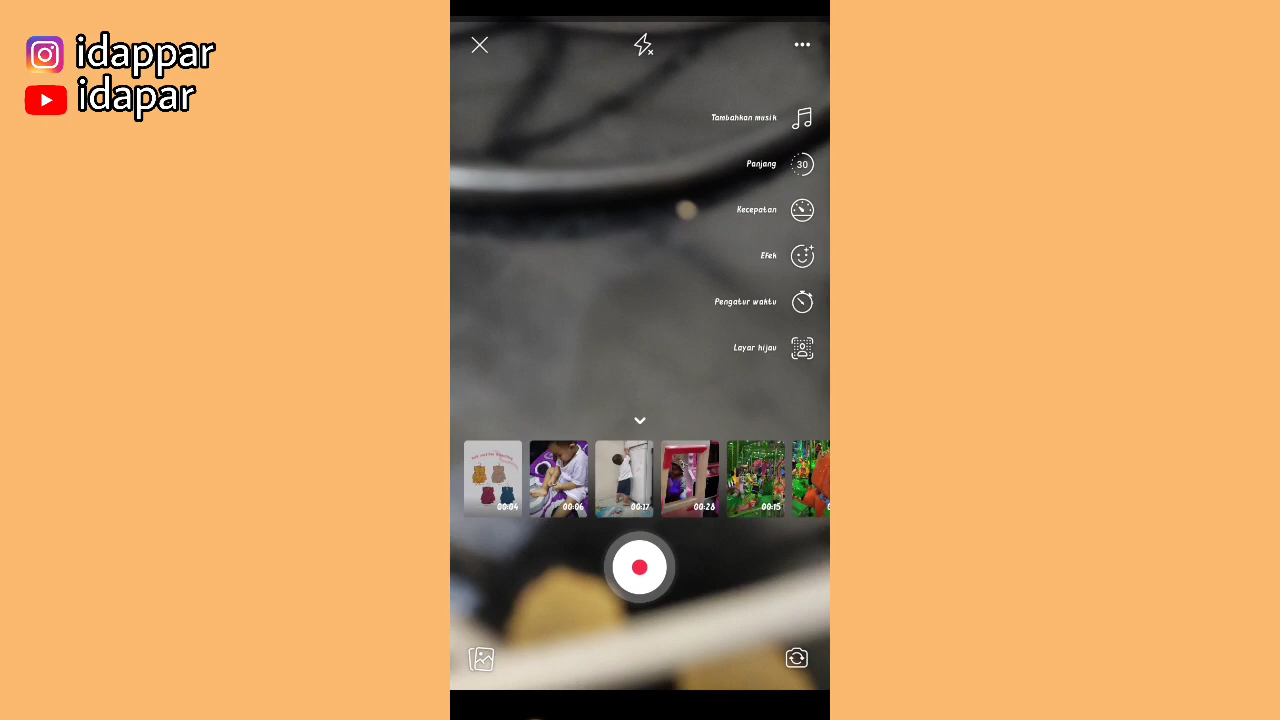 idappar
idapar
Tambahkan musik
Panjang
30
Kecepatan
Efek
Pengatur waktu
Layar hijau
00:04
00:06
00:17
00:28
00:15